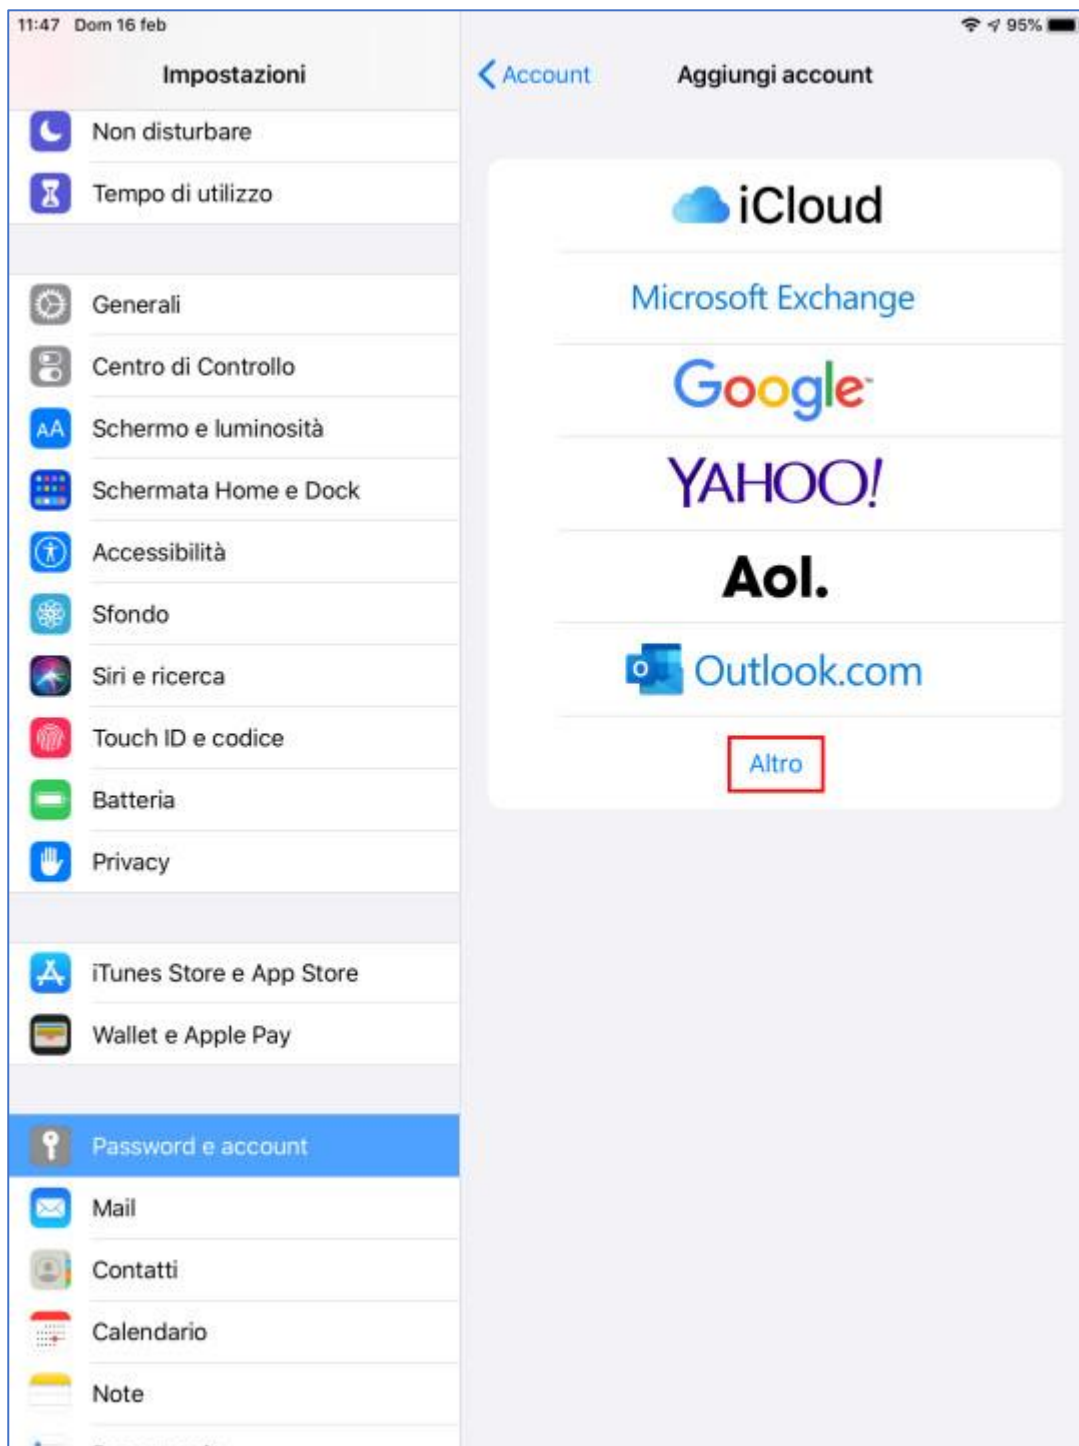 11:47 Dom 16 feb
95%
Impostazioni
Non disturbare
Tempo di utilizzo
Generali
Centro di Controllo
AA
Schermo e luminosità
Schermata Home e Dock
Accessibilità
Sfondo
Siri e ricerca
Touch ID e codice
Batteria
Privacy
iTunes Store e App Store
Wallet e Apple Pay
Password e account
Mail
Contatti
Calendario
Note
Account
Aggiungi account
iCloud
Microsoft Exchange
Google™
YAHOO!
Aol.
Outlook.com
Altro